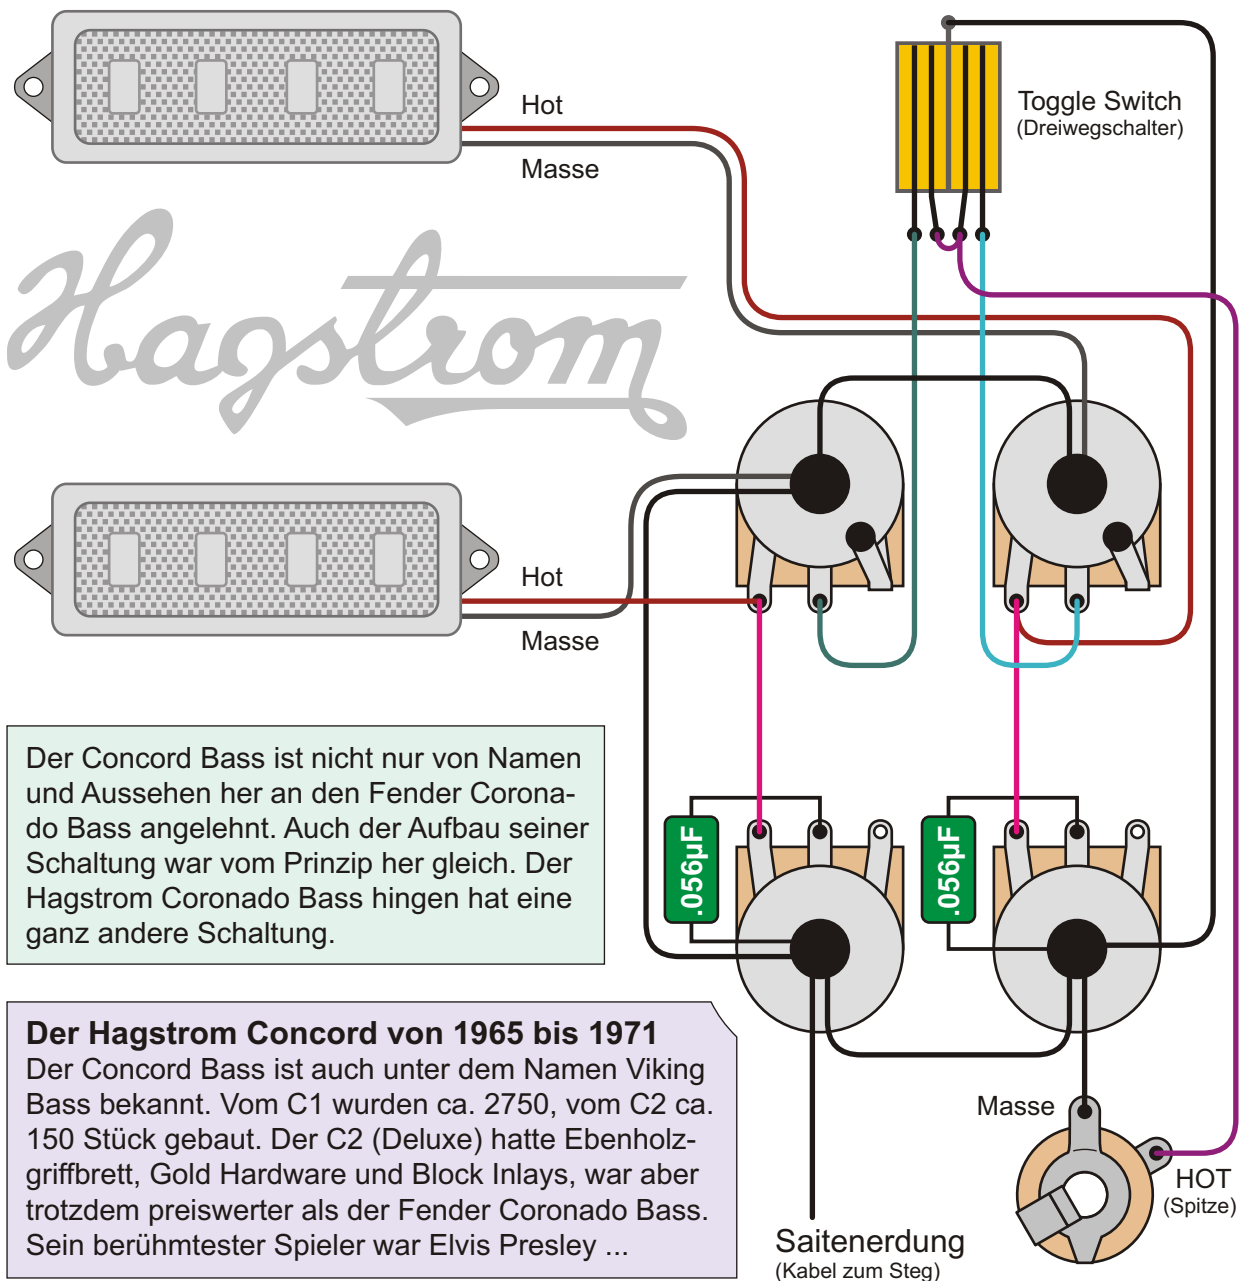 Hot
Toggle Switch
(Dreiwegschalter)
Masse
Hagstrom
Hot
Masse
Der Concord Bass ist nicht nur von Namen
und Aussehen her an den Fender Corona-
do Bass angelehnt. Auch der Aufbau seiner
Schaltung war vom Prinzip her gleich. Der
Hagstrom Coronado Bass hingen hat eine
ganz andere Schaltung.
.056µF
.056µF
Der Hagstrom Concord von 1965 bis 1971
Der Concord Bass ist auch unter dem Namen Viking
Bass bekannt. Vom C1 wurden ca. 2750, vom C2 ca.
150 Stück gebaut. Der C2 (Deluxe) hatte Ebenholz-
griffbrett, Gold Hardware und Block Inlays, war aber
trotzdem preiswerter als der Fender Coronado Bass.
Sein berühmtester Spieler war Elvis Presley ...
Masse
HOT
(Spitze)
Saitenerdung
(Kabel zum Steg)